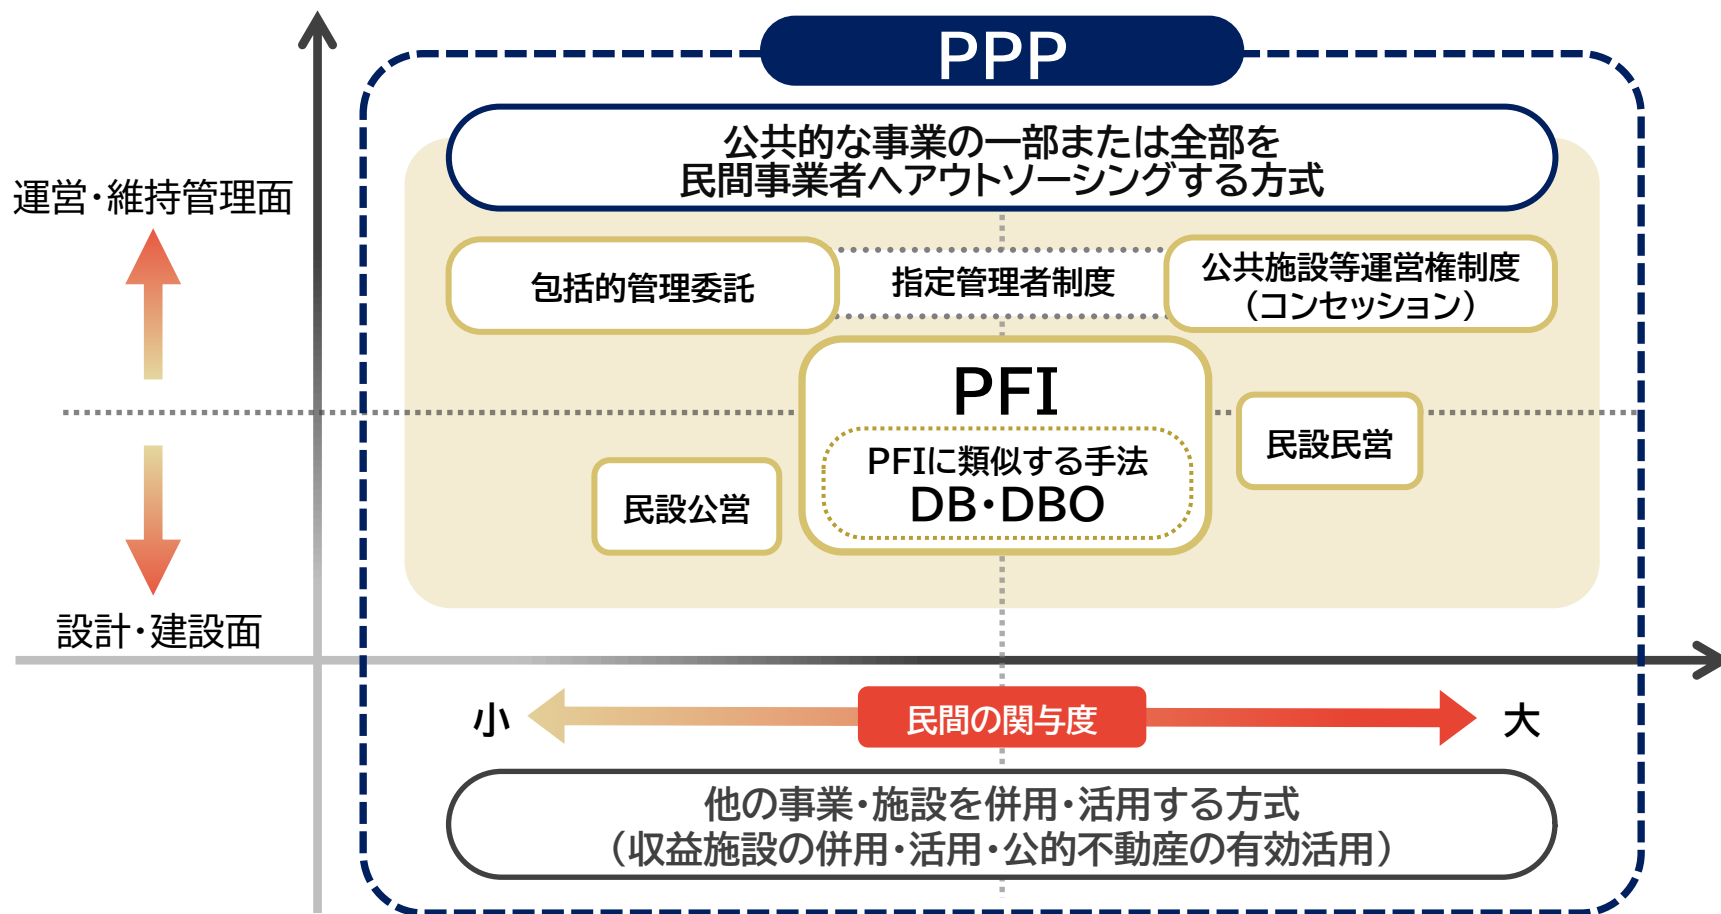 PPP
公共的な事業の一部または全部を
民間事業者へアウトソーシングする方式
運営・維持管理面
包括的管理委託
指定管理者制度
公共施設等運営権制度
（コンセッション）
PFI
PFIに類似する手法
DB・DBO
民設民営
民設公営
設計・建設面
小
民間の関与度
大
他の事業・施設を併用・活用する方式
（収益施設の併用・活用・公的不動産の有効活用）